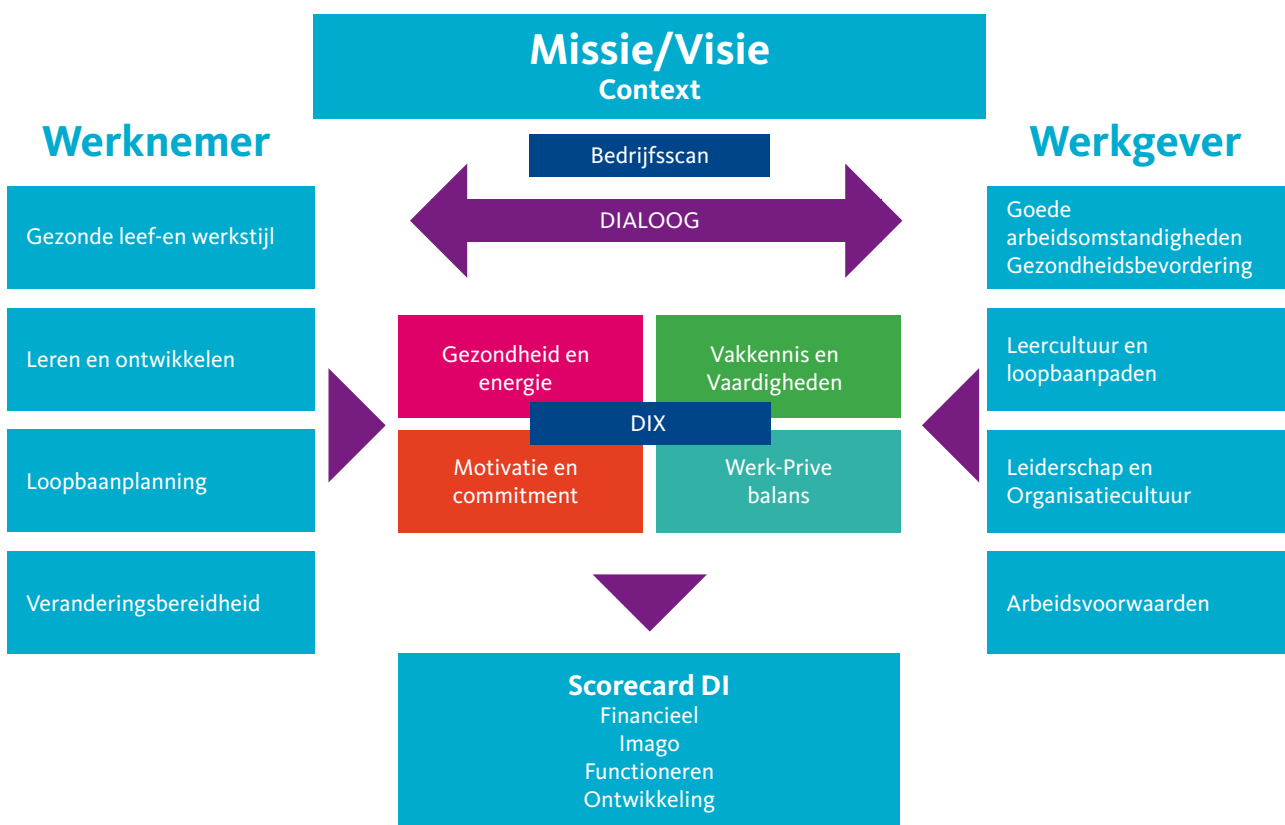 Missie/Visie
Context
Werknemer
Gezonde leef-en werkstijl
Leren en ontwikkelen
Loopbaanplanning
Veranderingsbereidheid
Bedrijfsscan
DIALOOG
Gezondheid en
energie
Vakkennis en
Vaardigheden
DIX
Motivatie en
commitment
Werk-Prive
balans
Werkgever
Goede
arbeidsomstandigheden
Gezondheidsbevordering
Leercultuur en
loopbaanpaden
Leiderschap en
Organisatiecultuur
Arbeidsvoorwaarden
Scorecard DI
Financieel
Imago
Functioneren
Ontwikkeling